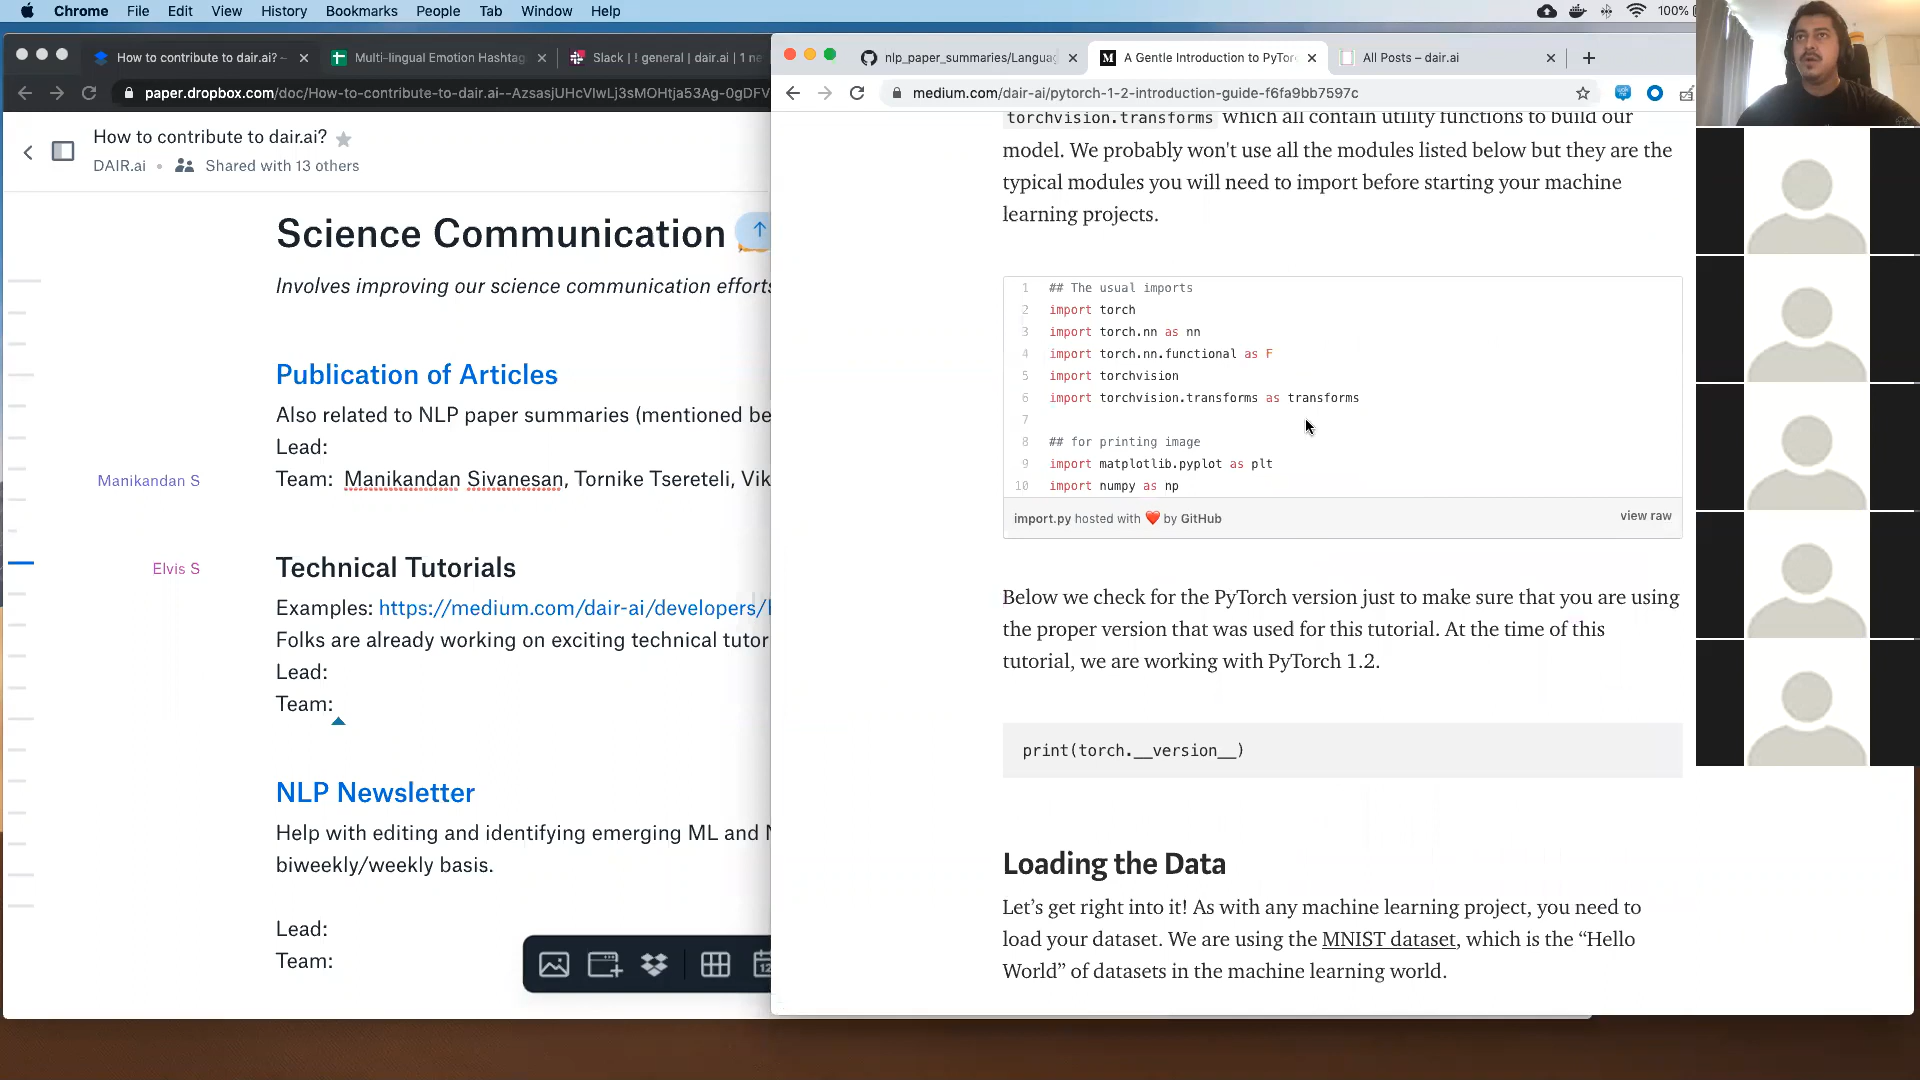 Chrome File Edit View History Bookmarks People Tab Window Help
100%
How to contribute to dair.ai? -
Multi-lingual Emotion Hashtag
Slack | ! general | dair.ai | 1 ne
paper.dropbox.com/doc/How-to-contribute-to-dair.ai--AzsasjUHcVIwLj3sMOHtja53Ag-0gDFV
How to contribute to dair.ai?
DAIR.ai • Shared with 13 others
Science Communication
Involves improving our science communication efforts
Publication of Articles
Also related to NLP paper summaries (mentioned be
Lead:
Manikandan S
Team: Manikandan Sivanesan, Tornike Tsereteli, Vik
Elvis S
Technical Tutorials
Examples: https://medium.com/dair-ai/developers/
Folks are already working on exciting technical tutor
Lead:
Team:
NLP Newsletter
Help with editing and identifying emerging ML and
biweekly/weekly basis.
Lead:
Team:
12
nlp_paper_summaries/Langua
A Gentle Introduction to PyTor
All Posts – dair.ai
medium.com/dair-ai/pytorch-1-2-introduction-guide-f6fa9bb7597c
torchvision.transforms which all contain utility functions to build our
model. We probably won't use all the modules listed below but they are the
typical modules you will need to import before starting your machine
learning projects.
1 ## The usual imports
2 import torch
3 import torch.nn as nn
4 import torch.nn.functional as F
5 import torchvision
6 import torchvision.transforms as transforms
7
8 ## for printing image
9 import matplotlib.pyplot as plt
10 import numpy as np
import.py hosted with ❤ by GitHub
view raw
Below we check for the PyTorch version just to make sure that you are using
the proper version that was used for this tutorial. At the time of this
tutorial, we are working with PyTorch 1.2.
print(torch.__version__)
Loading the Data
Let’s get right into it! As with any machine learning project, you need to
load your dataset. We are using the MNIST dataset, which is the “Hello
World” of datasets in the machine learning world.